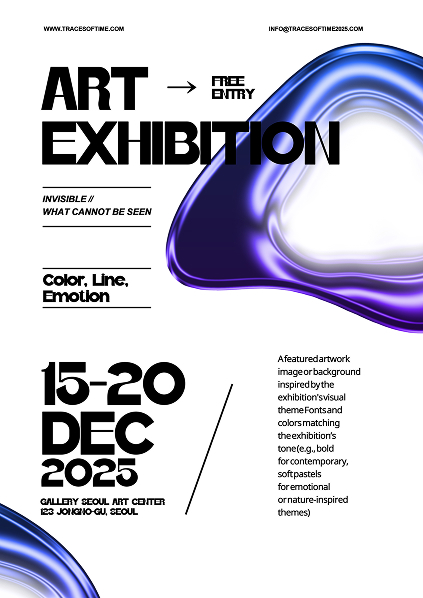 WWW.TRACESOFTIME.COM
INFO@TRACESOFTIME2025.COM
ART → FREE ENTRY
EXHIBITION
INVISIBLE //
WHAT CANNOT BE SEEN
Color, Line,
Emotion
15-20
DEC
2025
GALLERY SEOUL ART CENTER
123 JONGNO-GU, SEOUL
A featured artwork
image or background
inspired by the
exhibition's visual
theme Fonts and
colors matching
the exhibition's
tone (e.g., bold
for contemporary,
soft pastels
for emotional
or nature-inspired
themes)